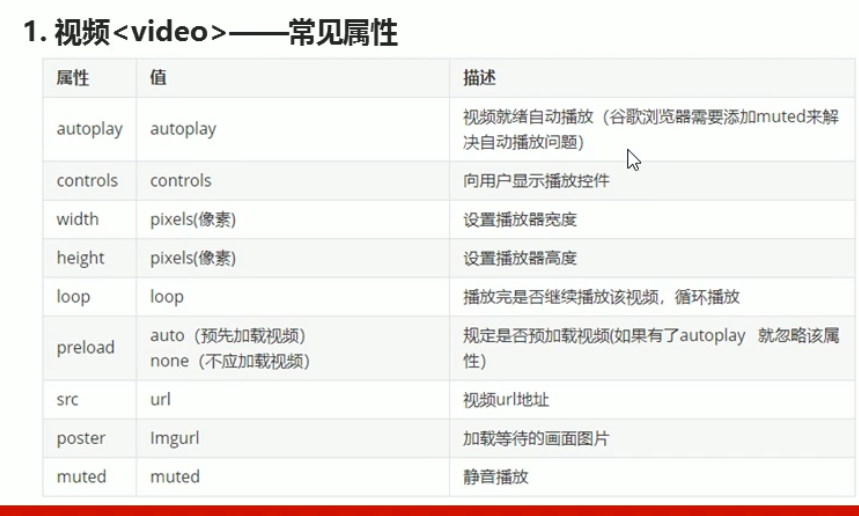 1. 视频<video>——常见属性
属性 值 描述
autoplay autoplay 视频就绪自动播放（谷歌浏览器需要添加muted来解
决自动播放问题）
controls controls 向用户显示播放控件
width pixels(像素) 设置播放器宽度
height pixels(像素) 设置播放器高度
loop loop 播放完是否继续播放该视频，循环播放
preload auto（预先加载视频） 规定是否预加载视频(如果有了autoplay 就忽略该属
none（不应加载视频） 性）
src url 视频url地址
poster Imgurl 加载等待的画面图片
muted muted 静音播放